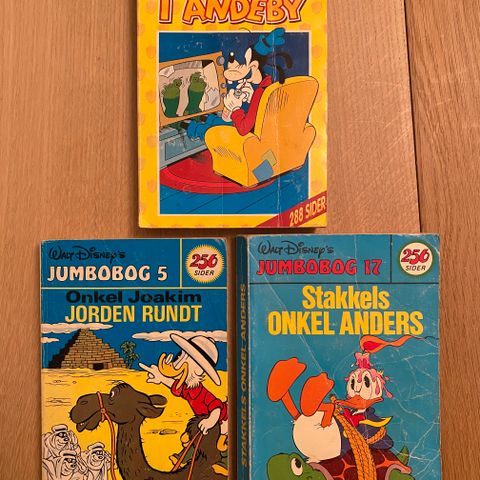 I ANDEBY
288 SIDER
WALT DISNEY'S
JUMBOBOG 5
256
SIDER
Onkel Joakim
JORDEN RUNDT
STAKKELS ONKEL ANDERS
WALT DISNEY'S
JUMBOBOG 17
256
SIDER
Stakkels
ONKEL ANDERS